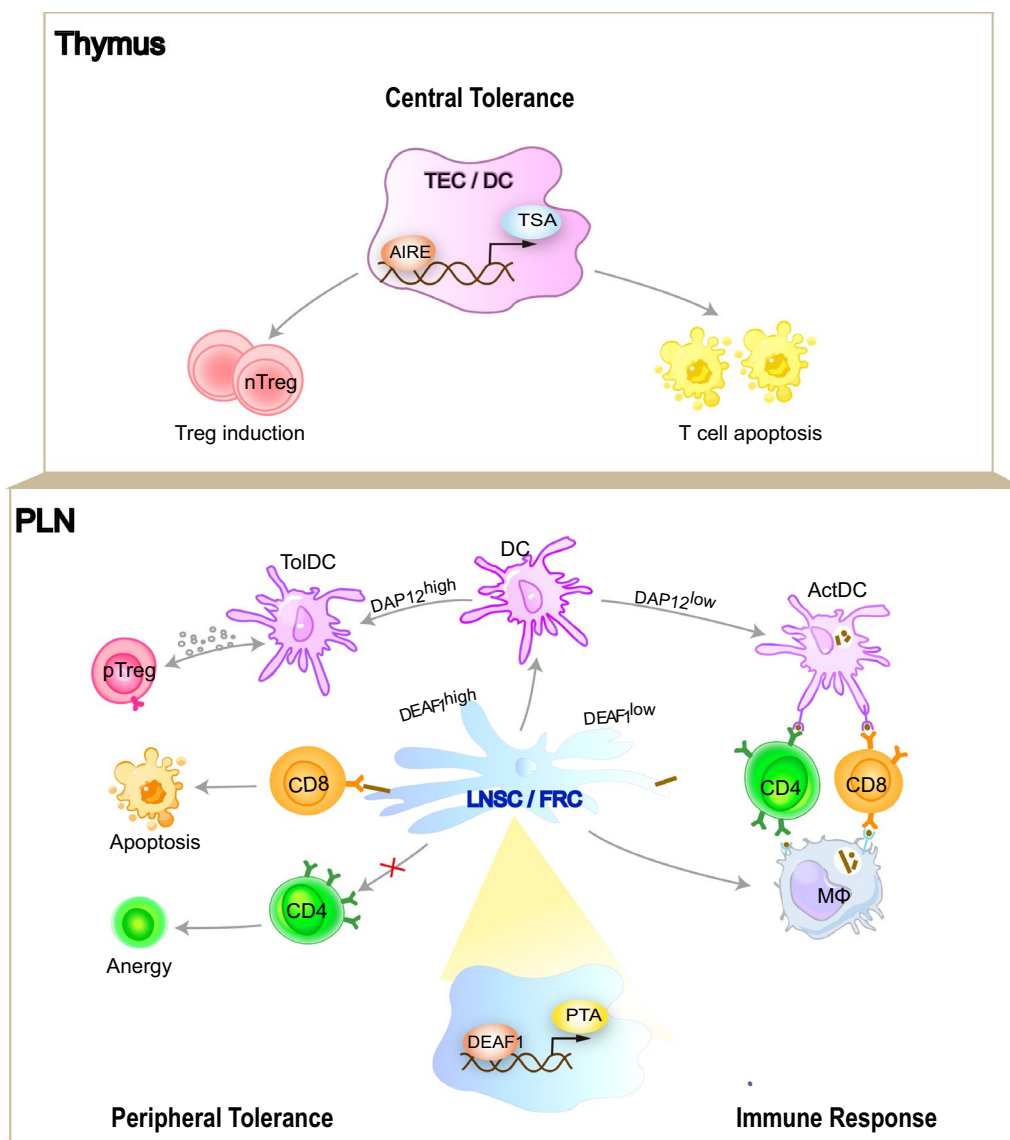 Thymus
Central Tolerance
TEC / DC
TSA
AIRE
nTreg
Treg induction
T cell apoptosis
PLN
TolDC
DC
DAP12high
DAP12low
ActDC
pTreg
DEAF1high
DEAF1low
CD8
LNSC / FRC
CD4
CD8
Apoptosis
MΦ
CD4
Anergy
PTA
DEAF1
Peripheral Tolerance
Immune Response